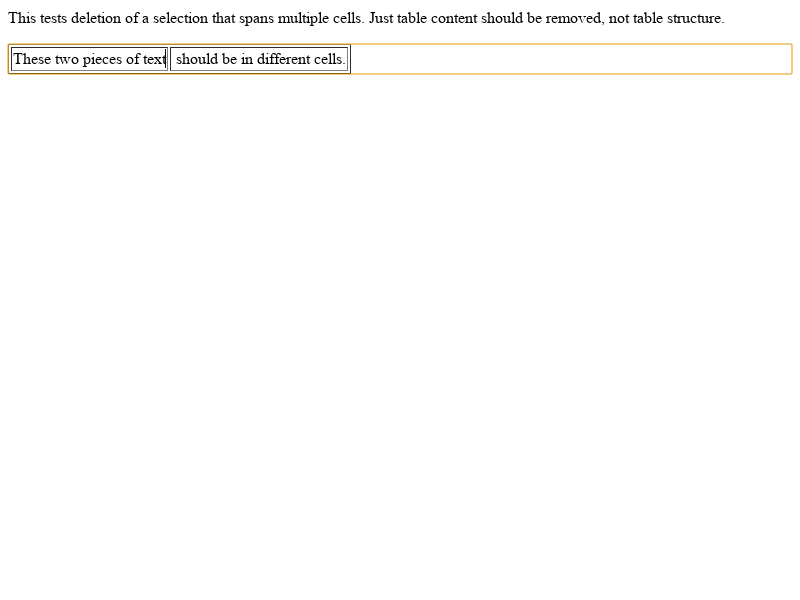 This tests deletion of a selection that spans multiple cells. Just table content should be removed, not table structure.
These two pieces of text should be in different cells.